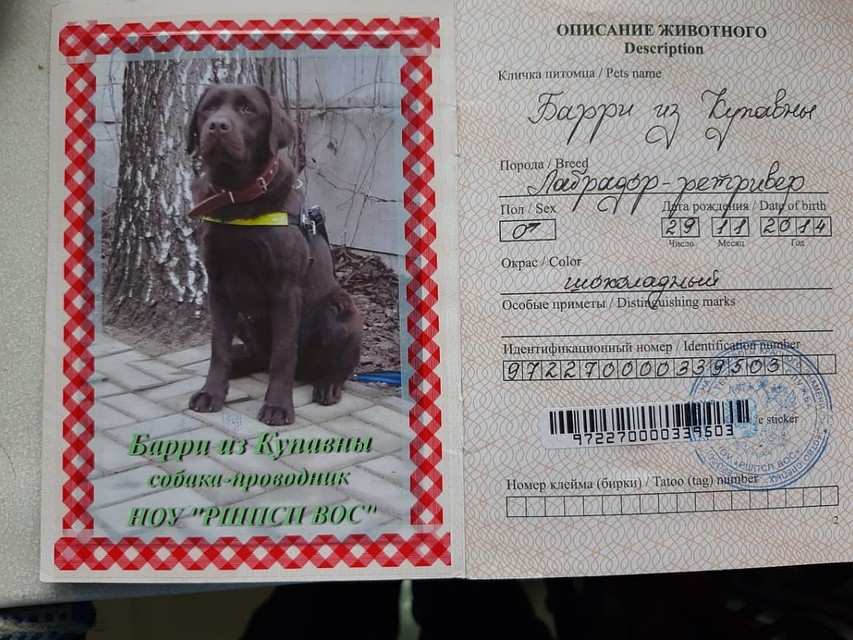 Барри из Купавны
собака-проводник
НОУ "РШПСП ВОС"
ОПИСАНИЕ ЖИВОТНОГО
Description
Кличка питомца / Pets name
Барри из Купавны
Порода / Breed
Лабрадор-ретривер
Пол / Sex
Дата рождения / Date of birth
♂ 29 11 2014
Число Месяц Год
Окрас / Color
шоколадный
Особые приметы / Distinguishing marks
Идентификационный номер / Identification number
972270000339503
e sticker
972270000339503
Номер клейма (бирки) / Tatoo (tag) number
2